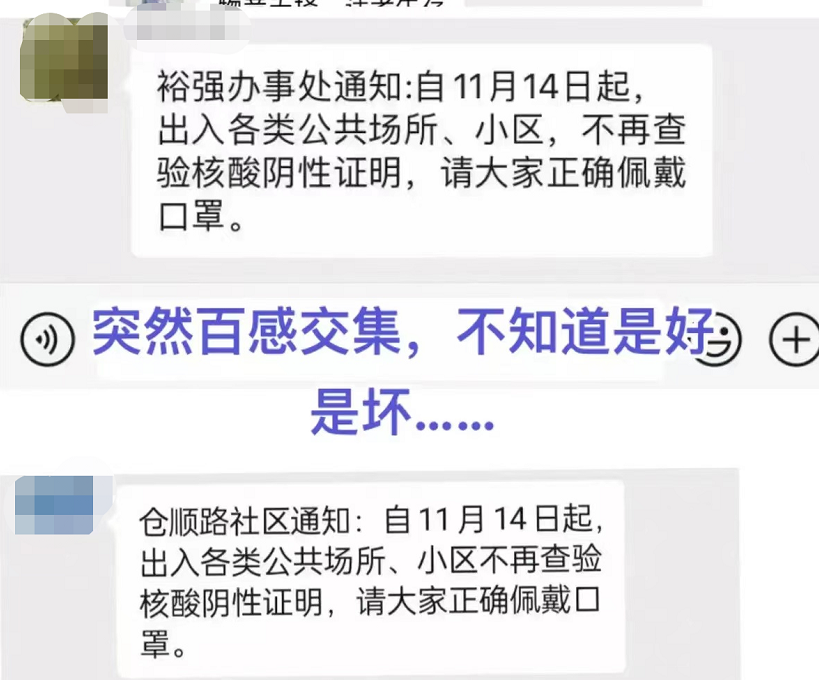 裕强办事处通知:自11月14日起，
出入各类公共场所、小区，不再查
验核酸阴性证明，请大家正确佩戴
口罩。
突然百感交集，不知道是好
是坏……
仓顺路社区通知：自11月14日起，
出入各类公共场所、小区不再查验
核酸阴性证明，请大家正确佩戴口
罩。